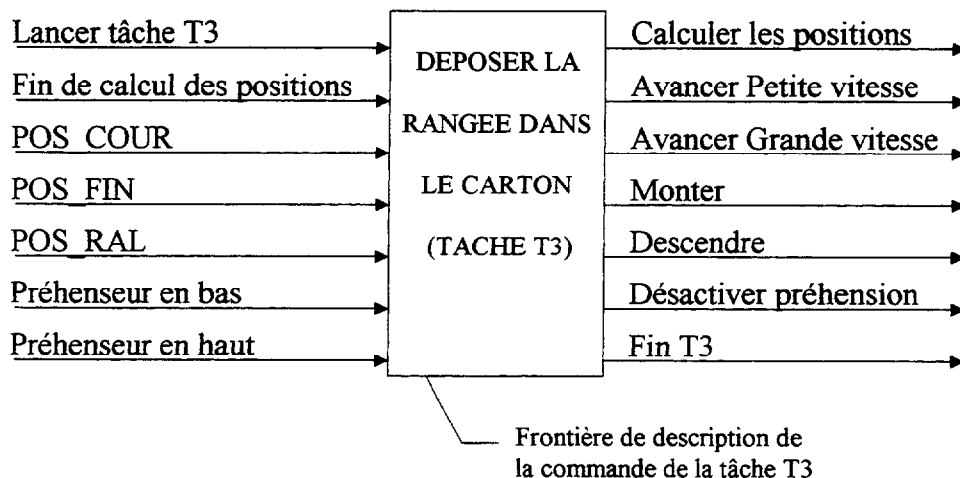 Lancer tâche T3
Fin de calcul des positions
POS_COUR
POS_FIN
POS_RAL
Préhenseur en bas
Préhenseur en haut
DEPOSER LA
RANGEE DANS
LE CARTON
(TACHE T3)
Calculer les positions
Avancer Petite vitesse
Avancer Grande vitesse
Monter
Descendre
Désactiver préhension
Fin T3
Frontière de description de
la commande de la tâche T3